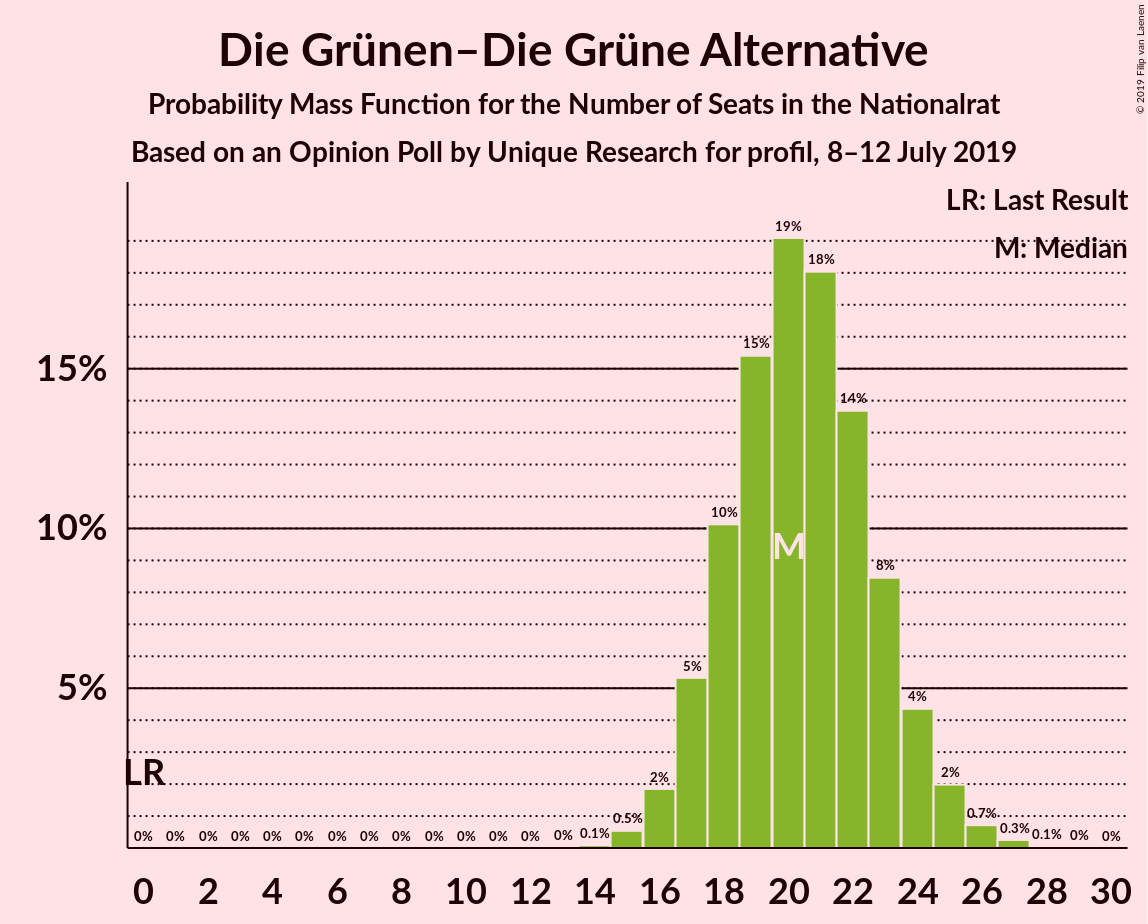 Die Grünen–Die Grüne Alternative
Probability Mass Function for the Number of Seats in the Nationalrat
Based on an Opinion Poll by Unique Research for profil, 8–12 July 2019
© 2019 Filip van Laenen
LR: Last Result
M: Median
19%
18%
15%
15%
14%
10%
10%
M
8%
5%
5%
4%
LR
2%
2%
0% 0% 0% 0% 0% 0% 0% 0% 0% 0% 0% 0% 0% 0% 0.1% 0.5% 0.7% 0.3% 0.1% 0% 0%
0 2 4 6 8 10 12 14 16 18 20 22 24 26 28 30